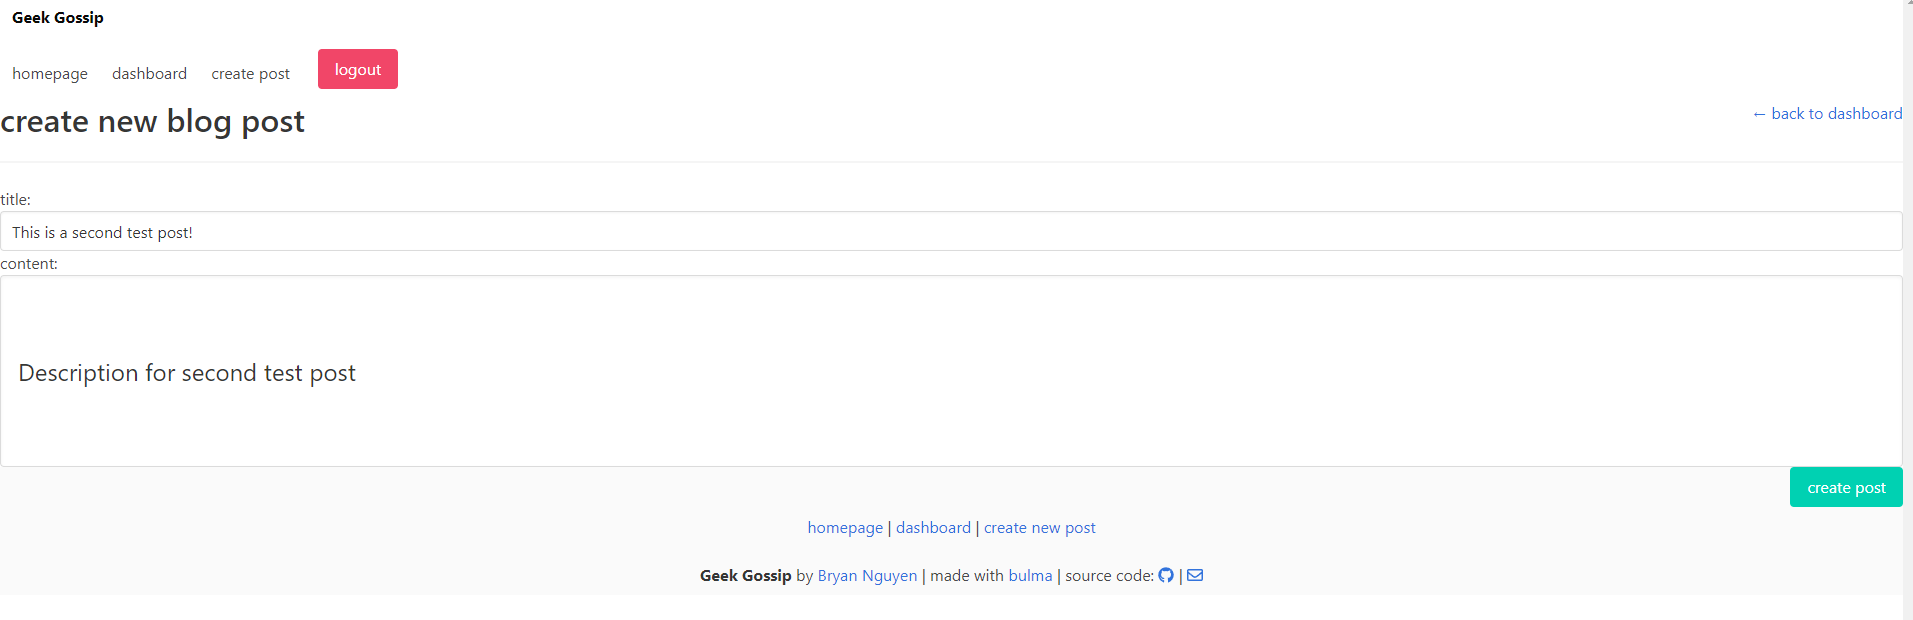 Geek Gossip
homepage dashboard create post logout
create new blog post
← back to dashboard
title:
This is a second test post!
content:
Description for second test post
create post
homepage | dashboard | create new post
Geek Gossip by Bryan Nguyen | made with bulma | source code: |